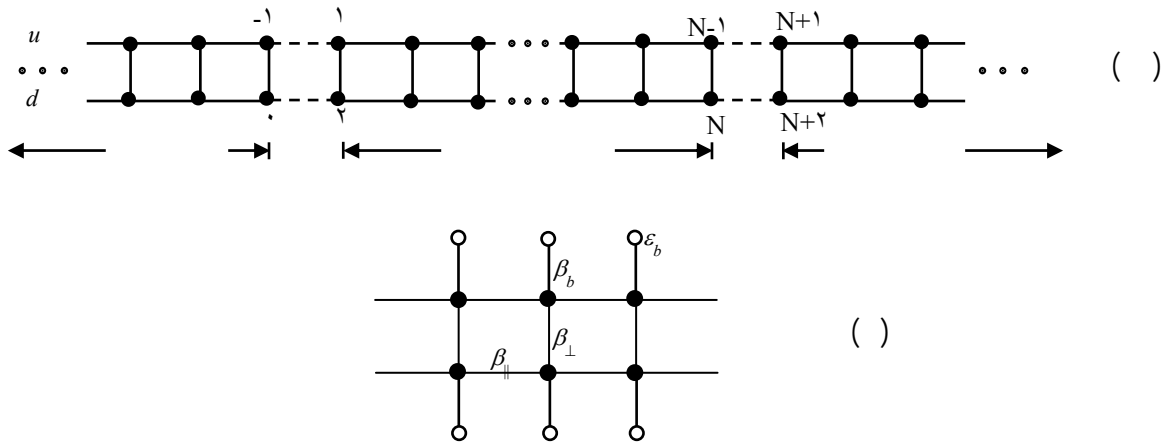 -۱ ۱ N-۱ N+۱
u
( )
d
۰ ۲ N N+۲
ε_b
β_b
β_⊥ ( )
β_∥